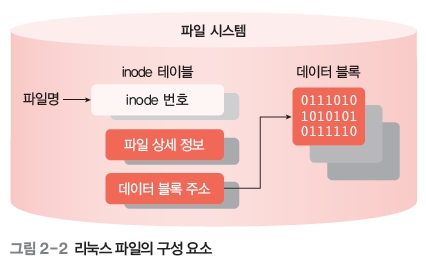 파일 시스템
inode 테이블
데이터 블록
파일명
inode 번호
0111010
1010101
0111110
파일 상세 정보
데이터 블록 주소
그림 2-2 리눅스 파일의 구성 요소